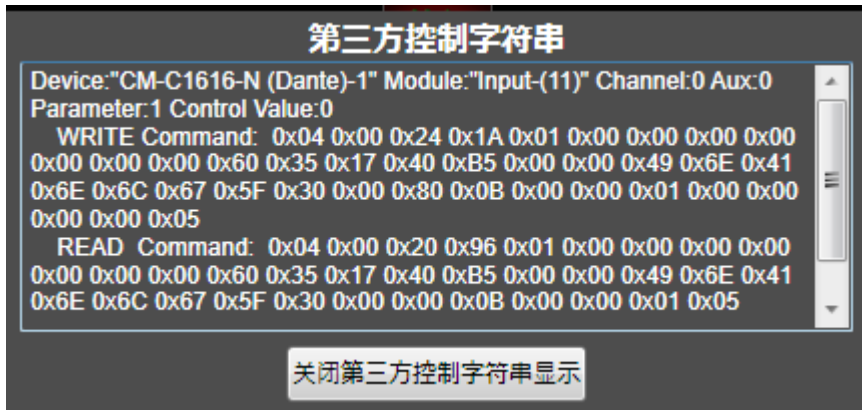 第三方控制字符串
Device:"CM-C1616-N (Dante)-1" Module:"Input-(11)" Channel:0 Aux:0
Parameter:1 Control Value:0
WRITE Command: 0x04 0x00 0x24 0x1A 0x01 0x00 0x00 0x00 0x00
0x00 0x00 0x00 0x60 0x35 0x17 0x40 0xB5 0x00 0x00 0x49 0x6E 0x41
0x6E 0x6C 0x67 0x5F 0x30 0x00 0x80 0x0B 0x00 0x00 0x01 0x00 0x00
0x00 0x00 0x05
READ  Command: 0x04 0x00 0x20 0x96 0x01 0x00 0x00 0x00 0x00
0x00 0x00 0x00 0x60 0x35 0x17 0x40 0xB5 0x00 0x00 0x49 0x6E 0x41
0x6E 0x6C 0x67 0x5F 0x30 0x00 0x00 0x0B 0x00 0x00 0x01 0x05
关闭第三方控制字符串显示